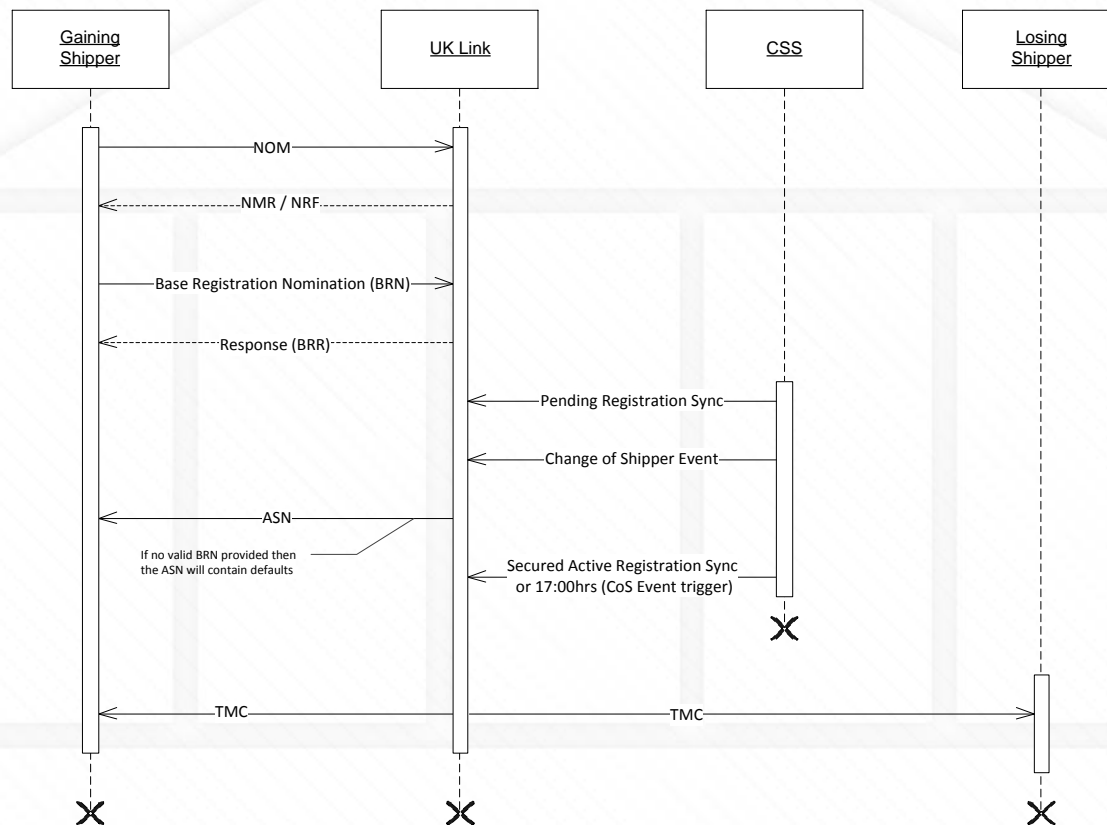 Gaining
Shipper
UK Link
CSS
Losing
Shipper
NOM
NMR / NRF
Base Registration Nomination (BRN)
Response (BRR)
Pending Registration Sync
Change of Shipper Event
ASN
If no valid BRN provided then
the ASN will contain defaults
Secured Active Registration Sync
or 17:00hrs (CoS Event trigger)
TMC
TMC